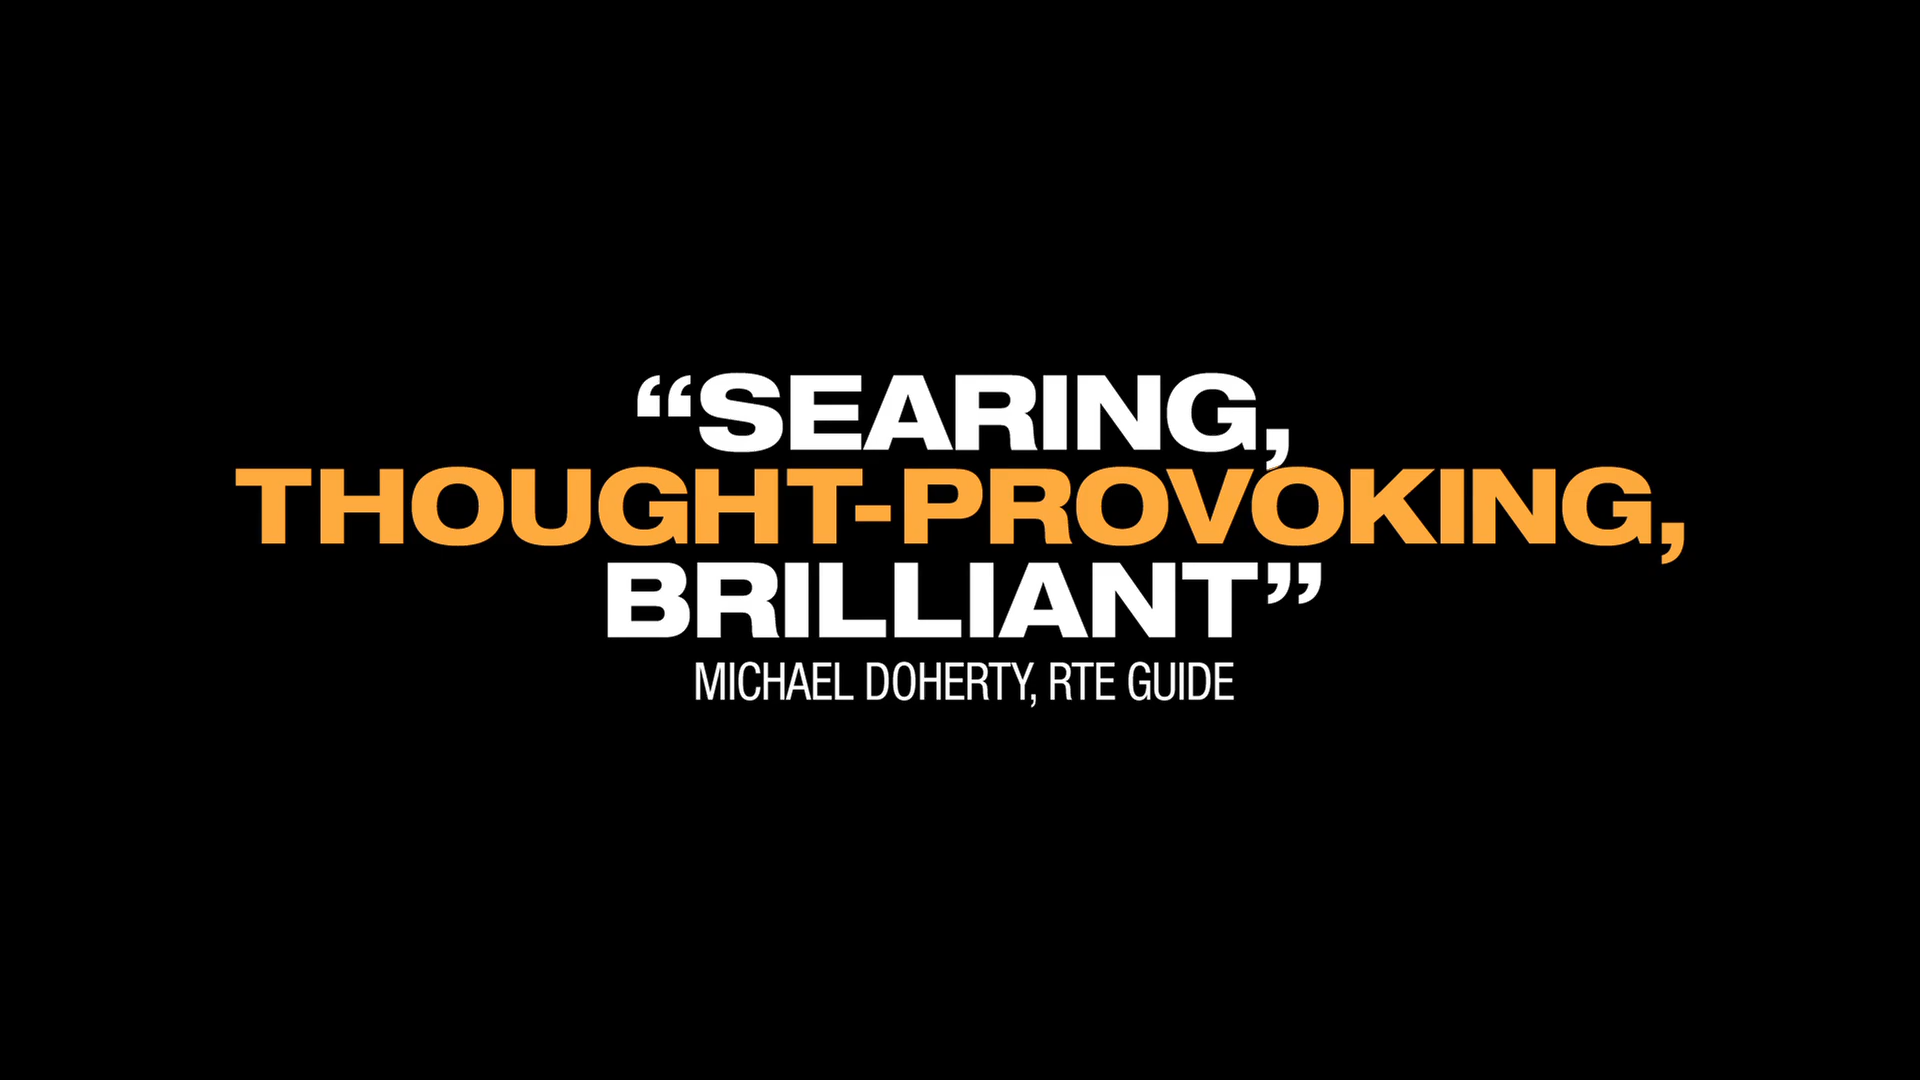 “SEARING,
THOUGHT-PROVOKING,
BRILLIANT”
MICHAEL DOHERTY, RTE GUIDE